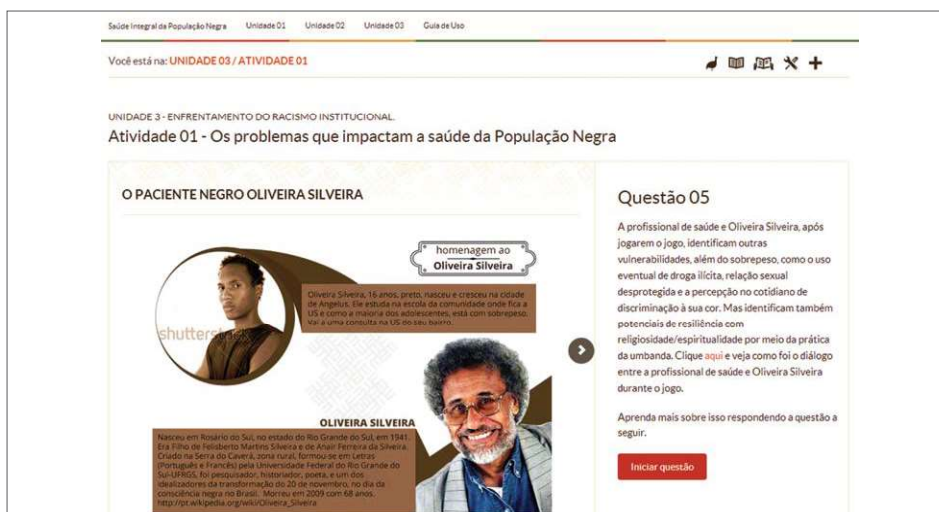 Saúde Integral da População Negra Unidade 01 Unidade 02 Unidade 03 Guia de Uso
Você está na: UNIDADE 03 / ATIVIDADE 01
UNIDADE 3 - ENFRENTAMENTO DO RACISMO INSTITUCIONAL.
Atividade 01 - Os problemas que impactam a saúde da População Negra
O PACIENTE NEGRO OLIVEIRA SILVEIRA
homenagem ao
Oliveira Silveira
Oliveira Silveira, 16 anos, preto, nasceu e cresceu na cidade
de Angelus. Ele estuda na escola da comunidade onde fica a
US e como a maioria dos adolescentes, está com sobrepeso.
Vai a uma consulta na US do seu bairro.
shutterst
OLIVEIRA SILVEIRA
Nasceu em Rosário do Sul, no estado do Rio Grande do Sul, em 1941.
Era Filho de Felisberto Martins Silveira e de Anair Ferreira da Silveira.
Criado na Serra do Caverá, zona rural, formou-se em Letras
(Português e Francês) pela Universidade Federal do Rio Grande do
Sul-UFRGS, foi pesquisador, historiador, poeta, e um dos
idealizadores da transformação do 20 de novembro, no dia da
consciência negra no Brasil. Morreu em 2009 com 68 anos.
http://pt.wikipedia.org/wiki/Oliveira_Silveira
Questão 05
A profissional de saúde e Oliveira Silveira, após
jogarem o jogo, identificam outras
vulnerabilidades, além do sobrepeso, como o uso
eventual de droga ilícita, relação sexual
desprotegida e a percepção no cotidiano de
discriminação à sua cor. Mas identificam também
potenciais de resiliência com
religiosidade/espiritualidade por meio da prática
da umbanda. Clique aqui e veja como foi o diálogo
entre a profissional de saúde e Oliveira Silveira
durante o jogo.
Aprenda mais sobre isso respondendo a questão a
seguir.
Iniciar questão